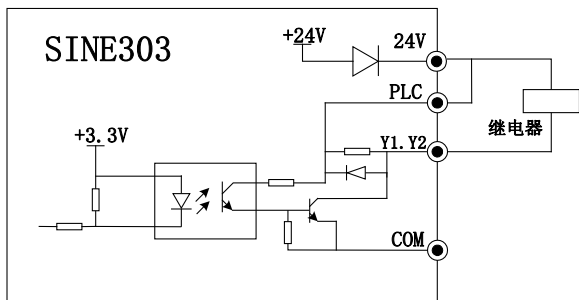 SINE303
+24V
24V
PLC
继电器
+3.3V
Y1.Y2
COM